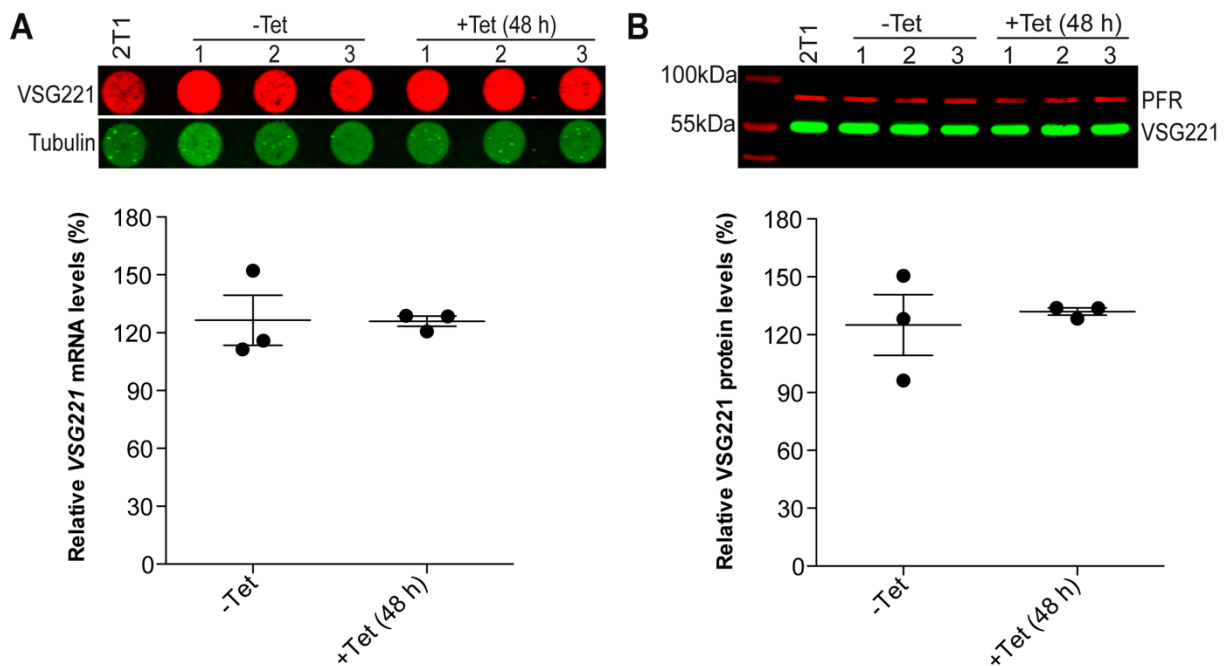 A
2T1
-Tet
+Tet (48 h)
1 2 3 1 2 3
VSG221
Tubulin
Relative VSG221 mRNA levels (%)
180
150
120
90
60
30
0
-Tet
+Tet (48 h)
B
2T1
-Tet
+Tet (48 h)
1 2 3 1 2 3
100kDa
55kDa
PFR
VSG221
Relative VSG221 protein levels (%)
180
150
120
90
60
30
0
-Tet
+Tet (48 h)